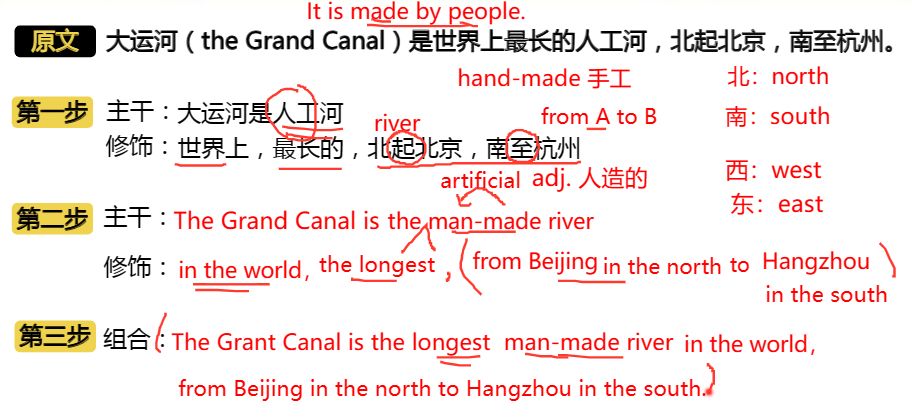 It is made by people.
原文 大运河（the Grand Canal）是世界上最长的人工河，北起北京，南至杭州。
hand-made 手工
北：north
第一步 主干：大运河是人工河
from A to B
南：south
river
修饰：世界上，最长的，北起北京，南至杭州
artificial adj. 人造的
西：west
东：east
第二步 主干：The Grand Canal is the man-made river
修饰：in the world, the longest, from Beijing in the north to Hangzhou
in the south
第三步 组合：The Grant Canal is the longest man-made river in the world,
from Beijing in the north to Hangzhou in the south.